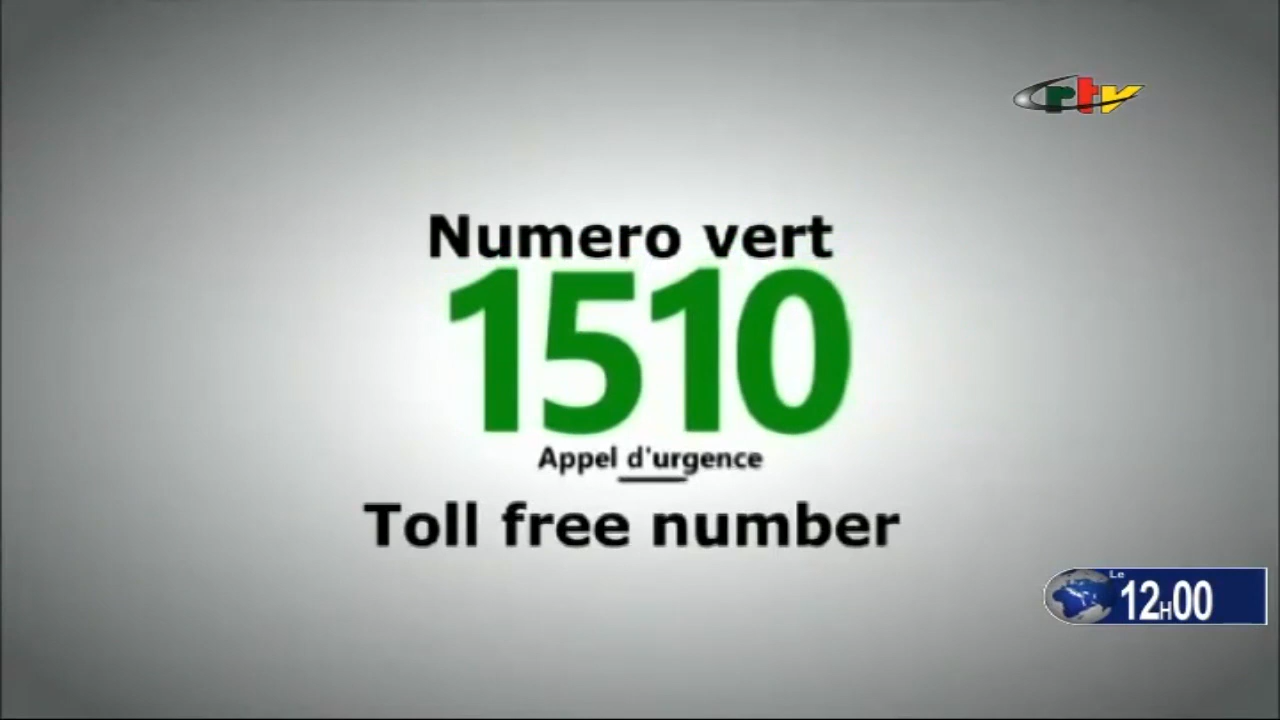 crtv
Numero vert
1510
Appel d'urgence
Toll free number
Le
12H00